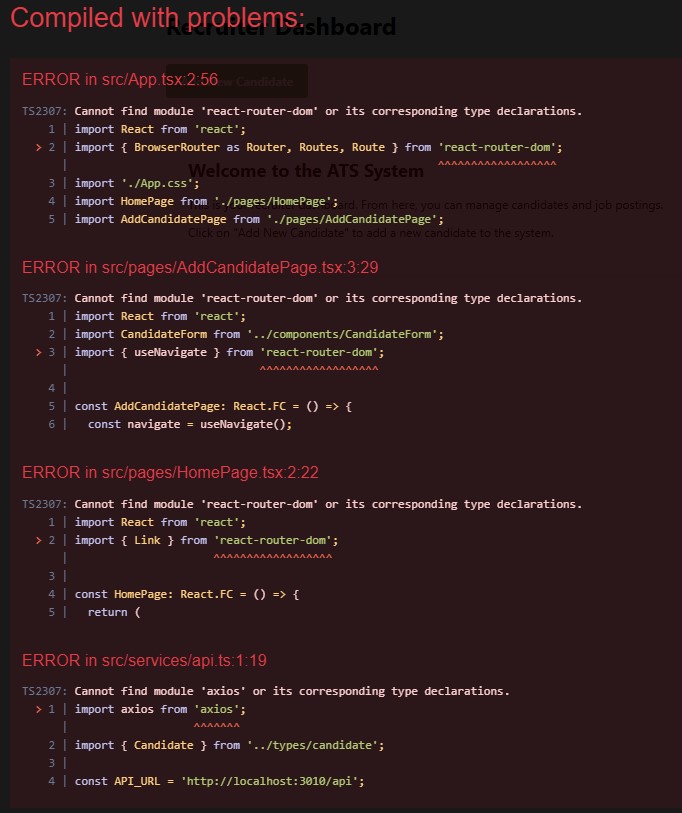 Compiled with problems:
Recruiter Dashboard
ERROR in src/App.tsx:2:56
New Candidate
TS2307: Cannot find module 'react-router-dom' or its corresponding type declarations.
1 | import React from 'react';
> 2 | import { BrowserRouter as Router, Routes, Route } from 'react-router-dom';
| ^^^^^^^^^^^^^^^^^^
Welcome to the ATS System
3 | import './App.css';
4 | import HomePage from './pages/HomePage';
dashboard. From here, you can manage candidates and job postings.
5 | import AddCandidatePage from './pages/AddCandidatePage';
Click on "Add New Candidate" to add a new candidate to the system.
ERROR in src/pages/AddCandidatePage.tsx:3:29
TS2307: Cannot find module 'react-router-dom' or its corresponding type declarations.
1 | import React from 'react';
2 | import CandidateForm from '../components/CandidateForm';
> 3 | import { useNavigate } from 'react-router-dom';
| ^^^^^^^^^^^^^^^^^^
4 |
5 | const AddCandidatePage: React.FC = () => {
6 | const navigate = useNavigate();
ERROR in src/pages/HomePage.tsx:2:22
TS2307: Cannot find module 'react-router-dom' or its corresponding type declarations.
1 | import React from 'react';
> 2 | import { Link } from 'react-router-dom';
| ^^^^^^^^^^^^^^^^^^
3 |
4 | const HomePage: React.FC = () => {
5 | return (
ERROR in src/services/api.ts:1:19
TS2307: Cannot find module 'axios' or its corresponding type declarations.
> 1 | import axios from 'axios';
| ^^^^^^^
2 | import { Candidate } from '../types/candidate';
3 |
4 | const API_URL = 'http://localhost:3010/api';